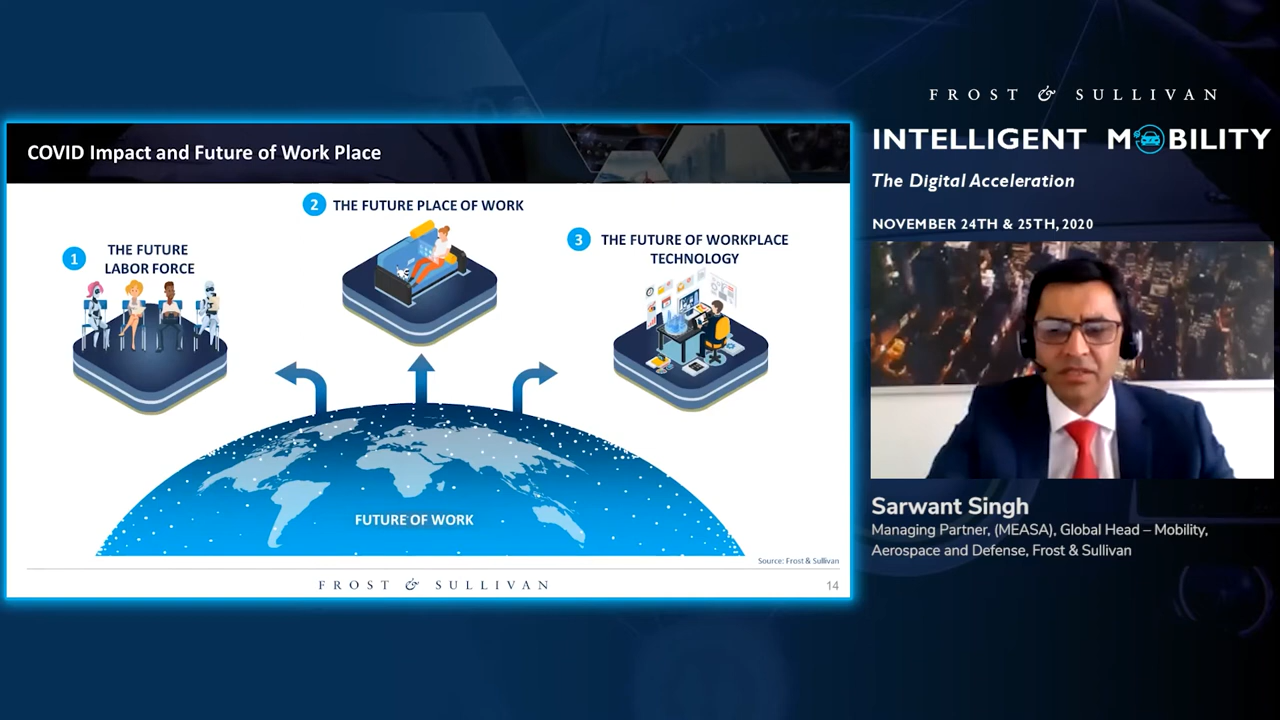 COVID Impact and Future of Work Place
1
THE FUTURE
LABOR FORCE
2
THE FUTURE PLACE OF WORK
3
THE FUTURE OF WORKPLACE
TECHNOLOGY
FUTURE OF WORK
Source: Frost & Sullivan
FROST & SULLIVAN
14
FROST & SULLIVAN
INTELLIGENT MOBILITY
The Digital Acceleration
NOVEMBER 24TH & 25TH, 2020
Sarwant Singh
Managing Partner, (MEASA), Global Head – Mobility,
Aerospace and Defense, Frost & Sullivan